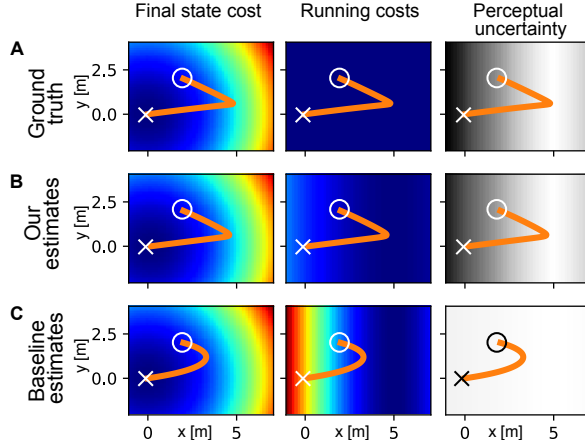 Final state cost
Running costs
Perceptual
uncertainty
A
Ground
truth
y [m]
2.5
0.0
B
Our
estimates
y [m]
2.5
0.0
C
Baseline
estimates
y [m]
2.5
0.0
0
x [m]
5
0
x [m]
5
0
x [m]
5